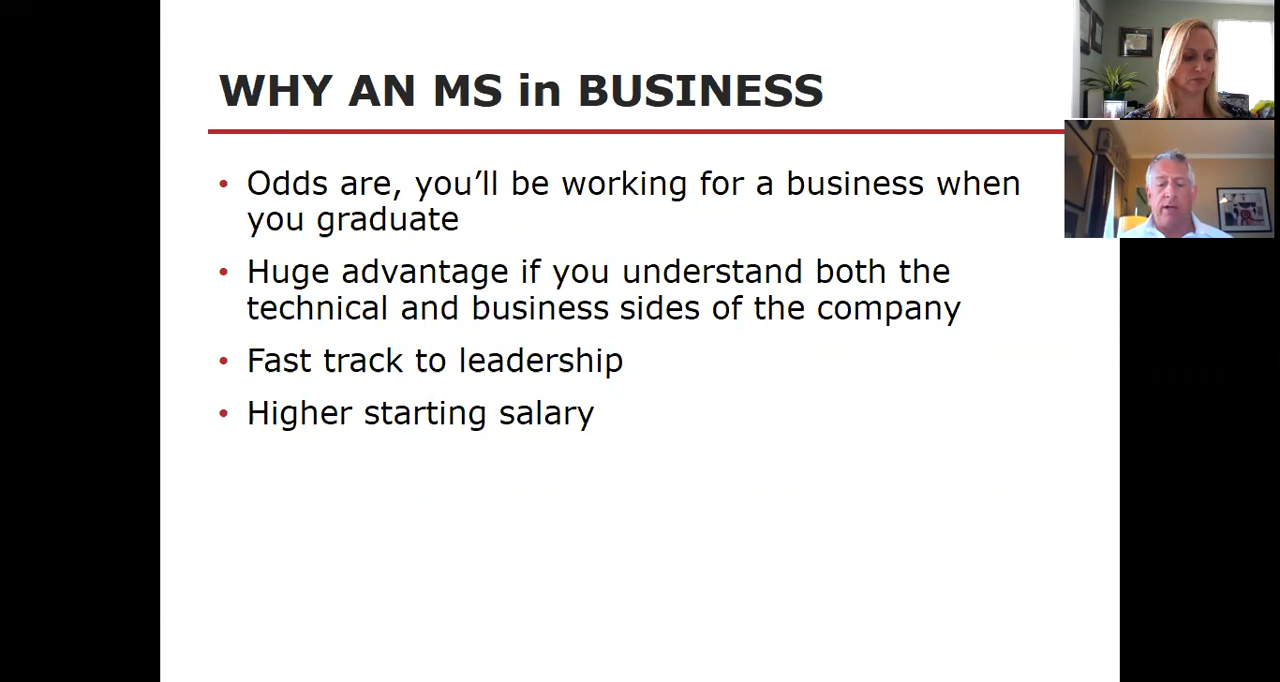 WHY AN MS in BUSINESS
• Odds are, you’ll be working for a business when
you graduate
• Huge advantage if you understand both the
technical and business sides of the company
• Fast track to leadership
• Higher starting salary